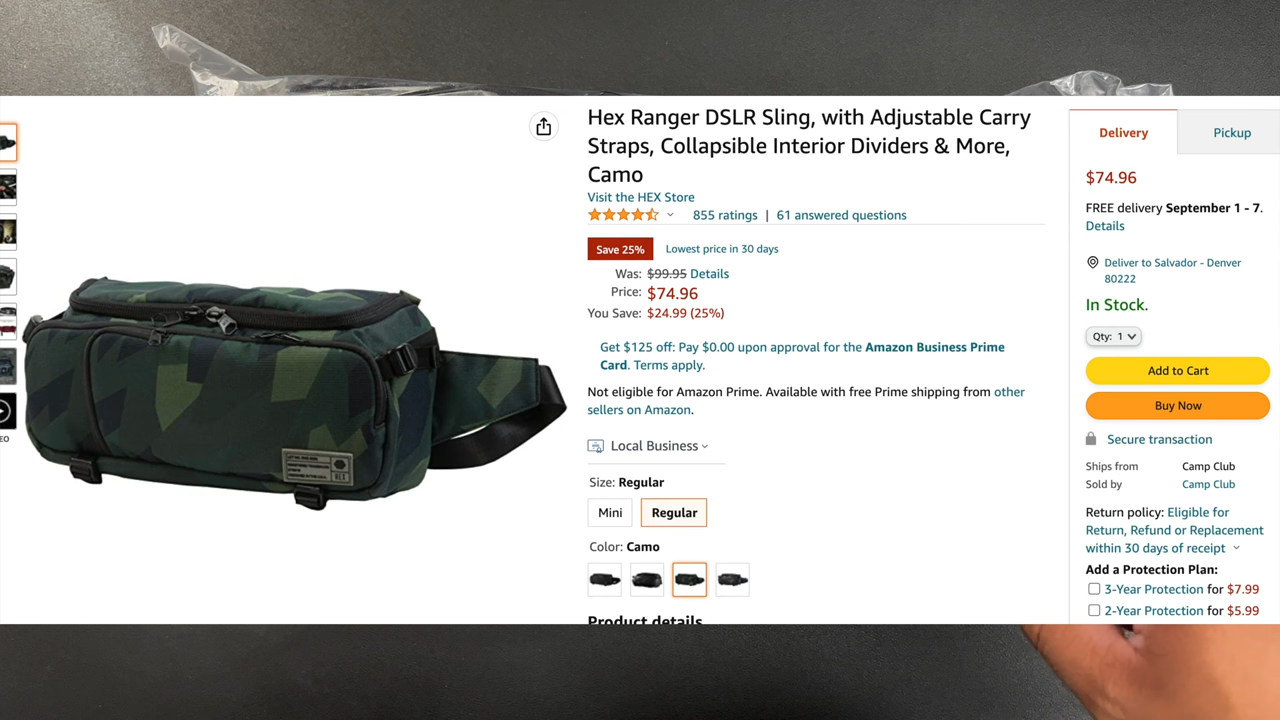 Hex Ranger DSLR Sling, with Adjustable Carry
Straps, Collapsible Interior Dividers & More,
Camo
Visit the HEX Store
855 ratings | 61 answered questions
Save 25% Lowest price in 30 days
Was: $99.95 Details
Price: $74.96
You Save: $24.99 (25%)
Get $125 off: Pay $0.00 upon approval for the Amazon Business Prime
Card. Terms apply.
Not eligible for Amazon Prime. Available with free Prime shipping from other
sellers on Amazon.
Local Business
Size: Regular
Mini Regular
Color: Camo
Product details
Delivery Pickup
$74.96
FREE delivery September 1 - 7.
Details
Deliver to Salvador - Denver
80222
In Stock.
Qty: 1
Add to Cart
Buy Now
Secure transaction
Ships from Camp Club
Sold by Camp Club
Return policy: Eligible for
Return, Refund or Replacement
within 30 days of receipt
Add a Protection Plan:
3-Year Protection for $7.99
2-Year Protection for $5.99
EO